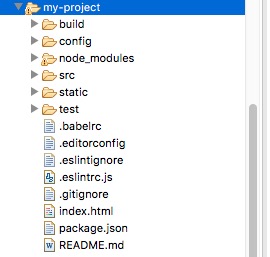 my-project
build
config
node_modules
src
static
test
.babelrc
.editorconfig
.eslintignore
.eslintrc.js
.gitignore
index.html
package.json
README.md